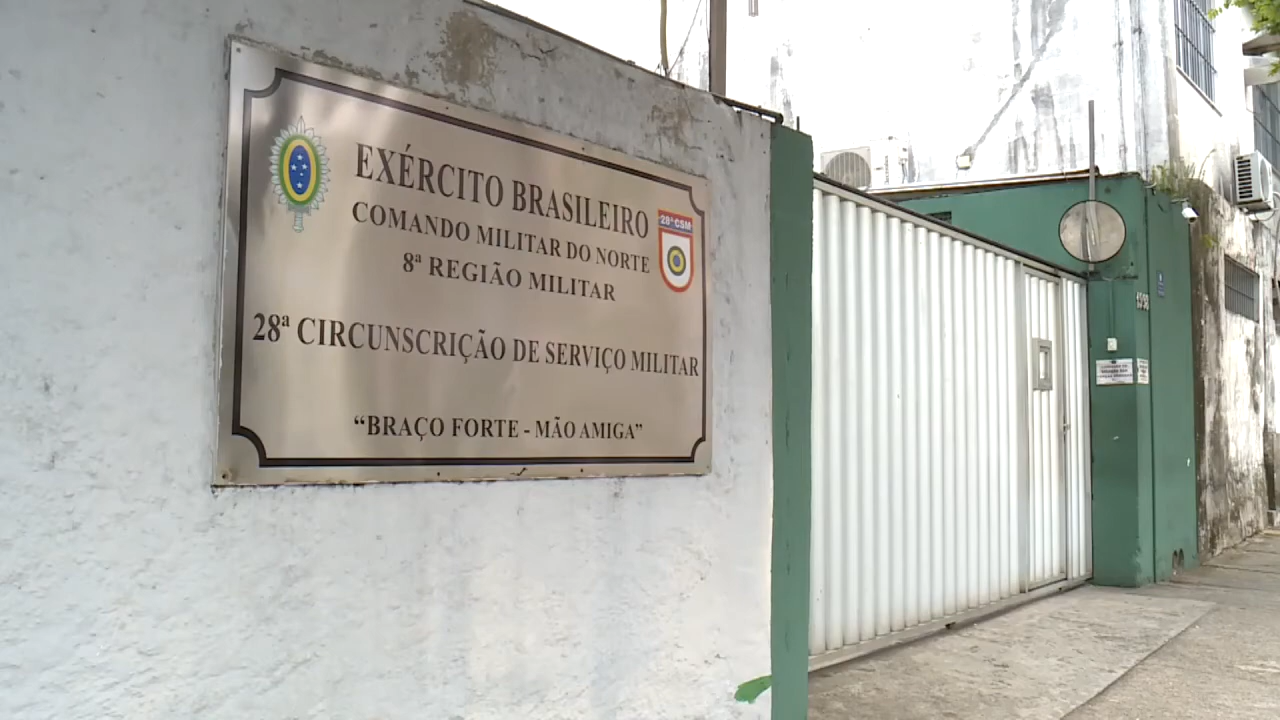 EXÉRCITO BRASILEIRO
COMANDO MILITAR DO NORTE
28ª CSM
8ª REGIÃO MILITAR
28ª CIRCUNSCRIÇÃO DE SERVIÇO MILITAR
“BRAÇO FORTE - MÃO AMIGA”